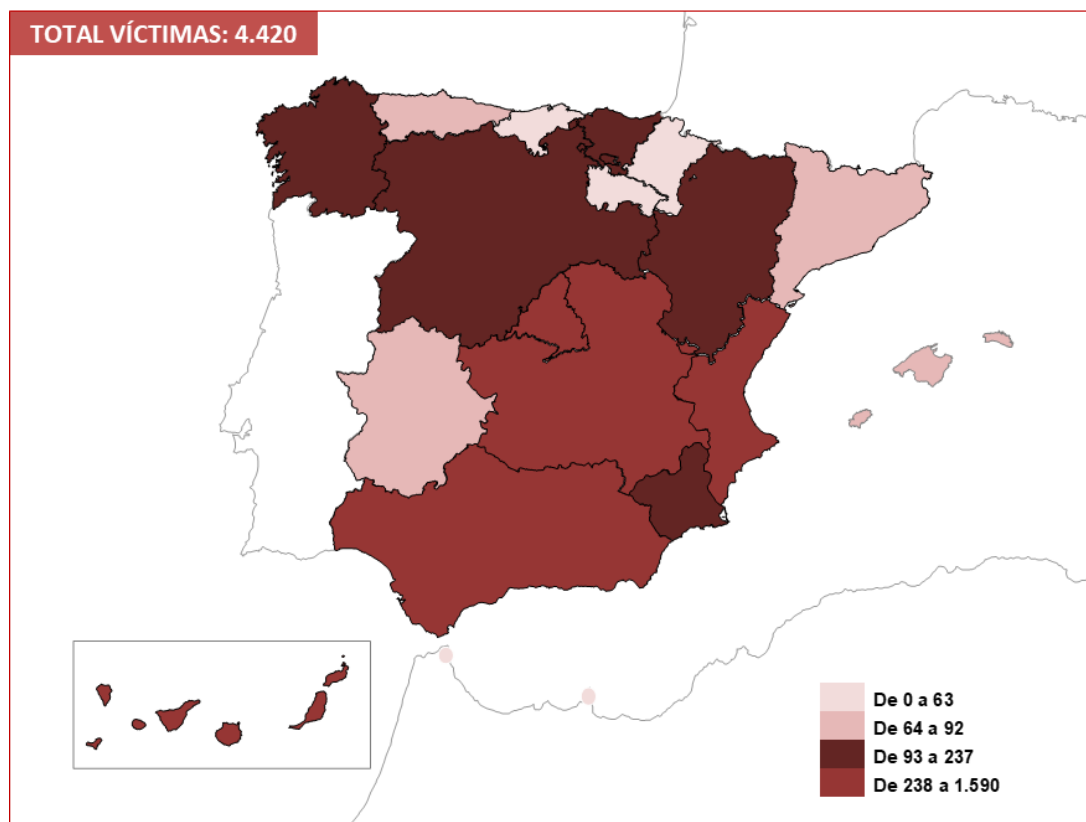 TOTAL VÍCTIMAS: 4.420
De 0 a 63
De 64 a 92
De 93 a 237
De 238 a 1.590